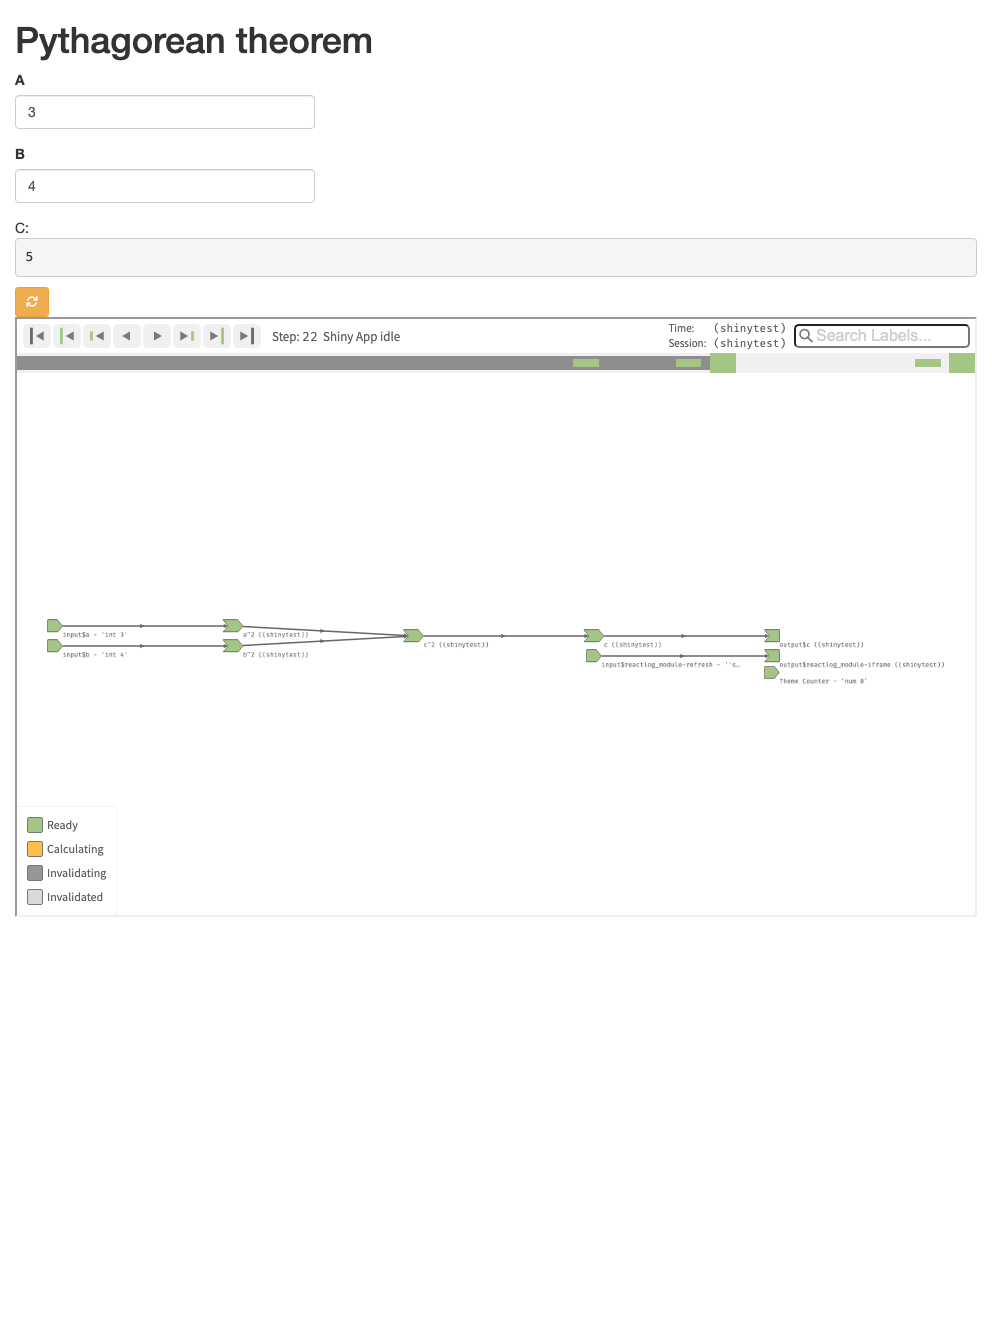 Pythagorean theorem
A
3
B
4
C:
5
Step: 22 Shiny App idle
Time: (shinytest)
Session: (shinytest)
Search Labels...
input$a - 'int 3'
input$b - 'int 4'
a^2 ((shinytest))
b^2 ((shinytest))
c^2 ((shinytest))
c ((shinytest))
input$reactlog_module-refresh - ''s…
output$c ((shinytest))
output$reactlog_module-iframe ((shinytest))
Theme Counter - 'num 0'
Ready
Calculating
Invalidating
Invalidated